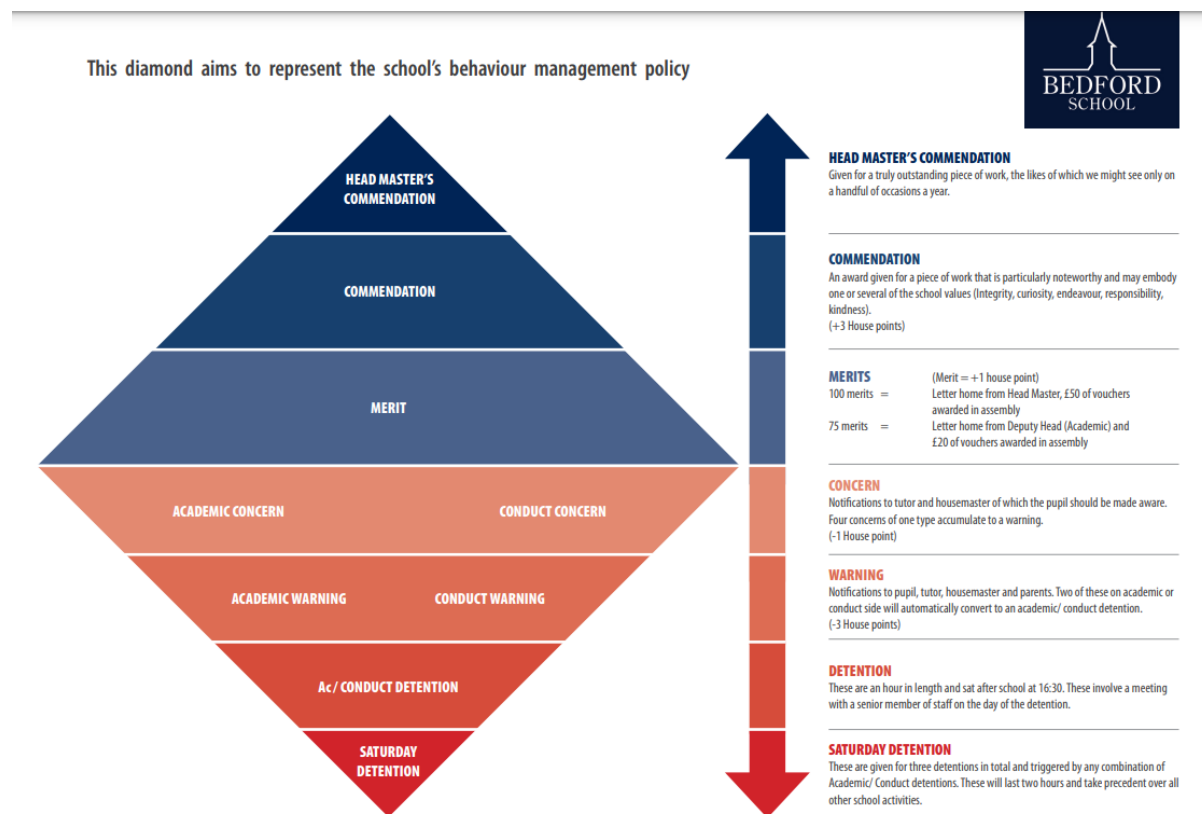 This diamond aims to represent the school's behaviour management policy
BEDFORD
SCHOOL
HEAD MASTER'S
COMMENDATION
COMMENDATION
MERIT
ACADEMIC CONCERN
CONDUCT CONCERN
ACADEMIC WARNING
CONDUCT WARNING
Ac/ CONDUCT DETENTION
SATURDAY
DETENTION
HEAD MASTER'S COMMENDATION
Given for a truly outstanding piece of work, the likes of which we might see only on
a handful of occasions a year.
COMMENDATION
An award given for a piece of work that is particularly noteworthy and may embody
one or several of the school values (Integrity, curiosity, endeavour, responsibility,
kindness).
(+3 House points)
MERITS (Merit = +1 house point)
100 merits = Letter home from Head Master, £50 of vouchers
awarded in assembly
75 merits = Letter home from Deputy Head (Academic) and
£20 of vouchers awarded in assembly
CONCERN
Notifications to tutor and housemaster of which the pupil should be made aware.
Four concerns of one type accumulate to a warning.
(-1 House point)
WARNING
Notifications to pupil, tutor, housemaster and parents. Two of these on academic or
conduct side will automatically convert to an academic/ conduct detention.
(-3 House points)
DETENTION
These are an hour in length and sat after school at 16:30. These involve a meeting
with a senior member of staff on the day of the detention.
SATURDAY DETENTION
These are given for three detentions in total and triggered by any combination of
Academic/ Conduct detentions. These will last two hours and take precedent over all
other school activities.